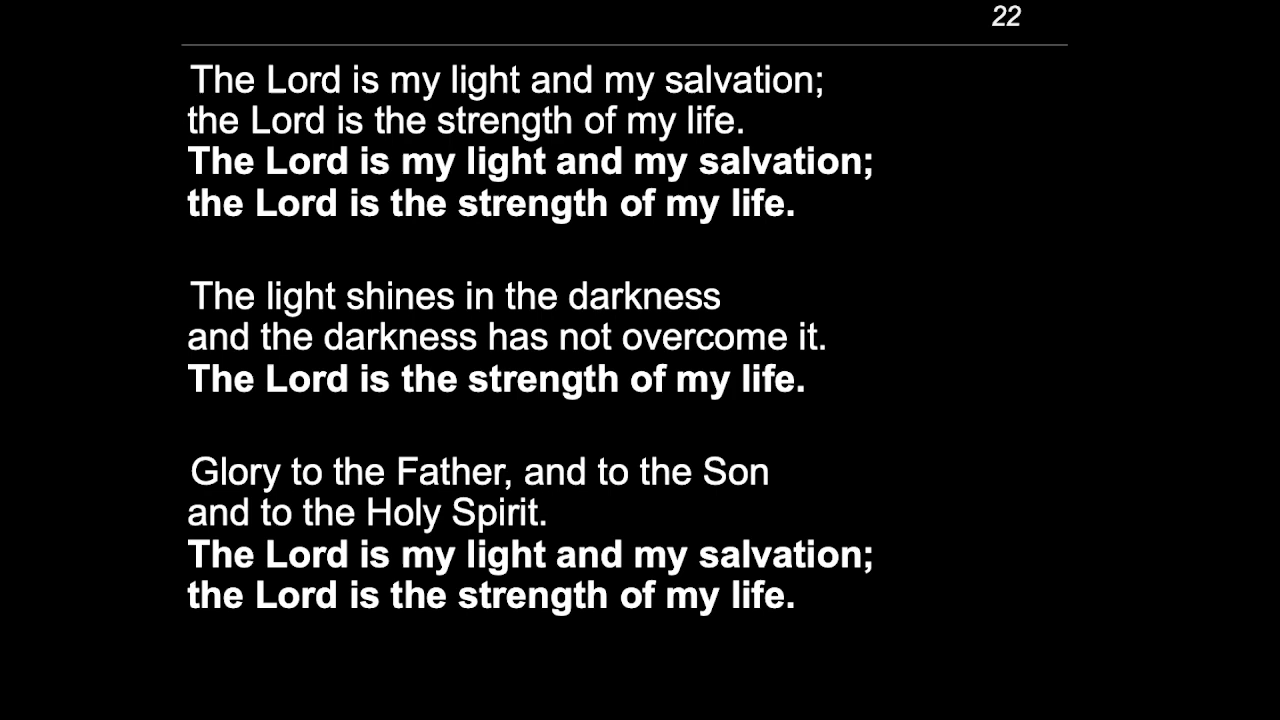 22
The Lord is my light and my salvation;
the Lord is the strength of my life.
The Lord is my light and my salvation;
the Lord is the strength of my life.
The light shines in the darkness
and the darkness has not overcome it.
The Lord is the strength of my life.
Glory to the Father, and to the Son
and to the Holy Spirit.
The Lord is my light and my salvation;
the Lord is the strength of my life.